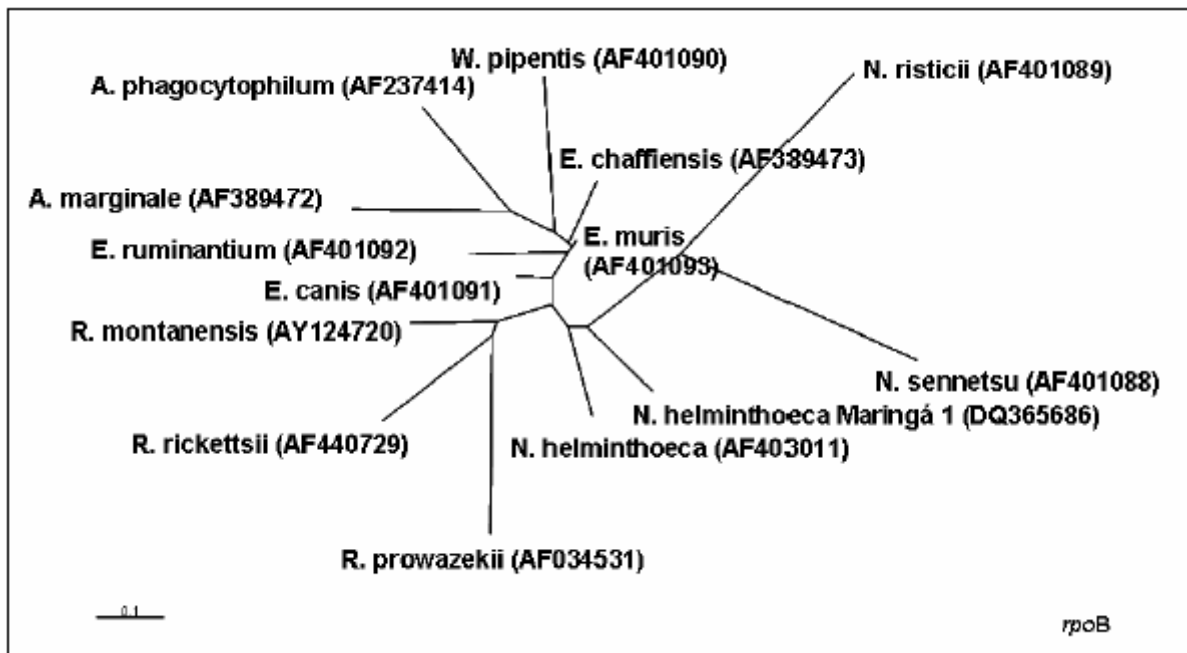 W. pipentis (AF401090)
N. risticii (AF401089)
A. phagocytophilum (AF237414)
E. chaffiensis (AF389473)
A. marginale (AF389472)
E. muris
(AF401093)
E. ruminantium (AF401092)
E. canis (AF401091)
R. montanensis (AY124720)
N. sennetsu (AF401088)
N. helminthoeca Maringá 1 (DQ365686)
R. rickettsii (AF440729)
N. helminthoeca (AF403011)
R. prowazekii (AF034531)
0.1
rpoB